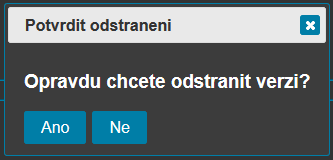 Potvrdit odstraneni
Opravdu chcete odstranit verzi?
Ano Ne